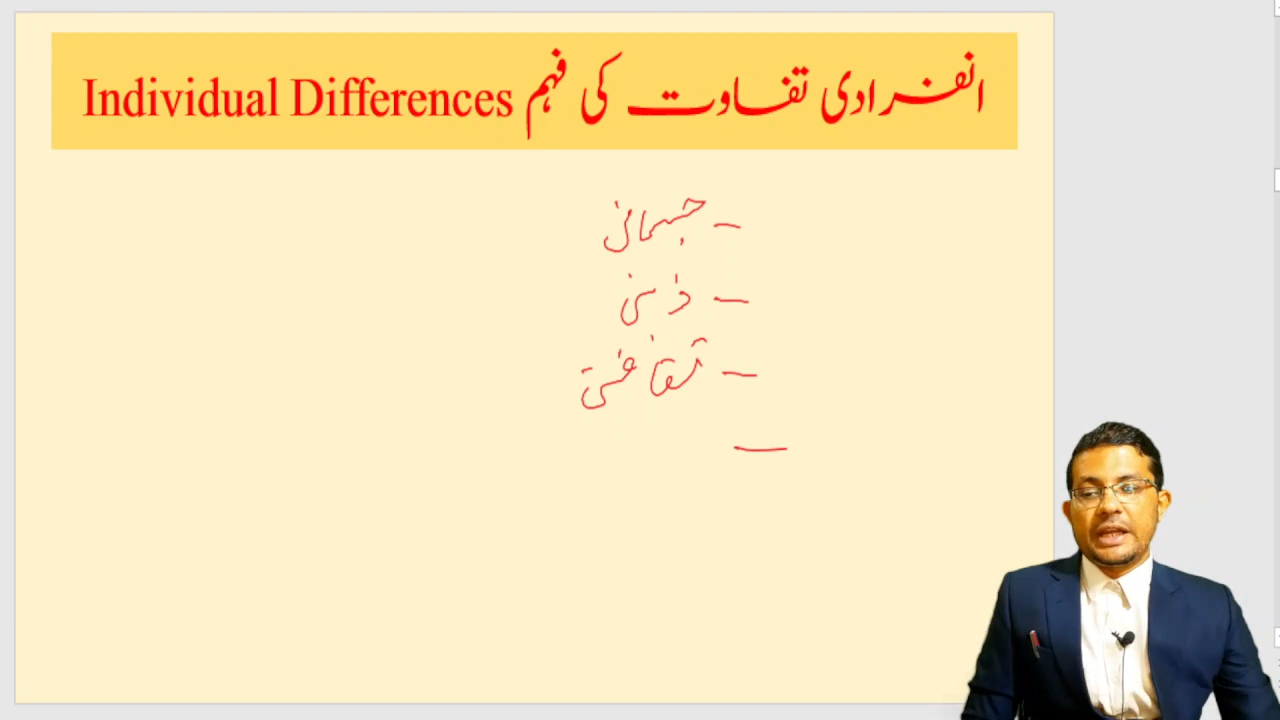 انفرادی تفاوت کی فہم Individual Differences
- جسمانی
- ذہنی
- ثقافتی
-